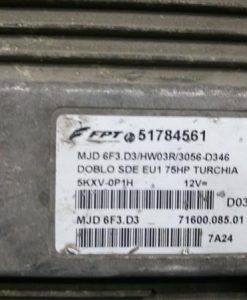 FPT 51784561
MJD 6F3.D3/HW03R/3056-D346
DOBLO SDE EU1 75HP TURCHIA
5KXV-0P1H 12V=
D03
MJD 6F3.D3 71600.085.01
7A24